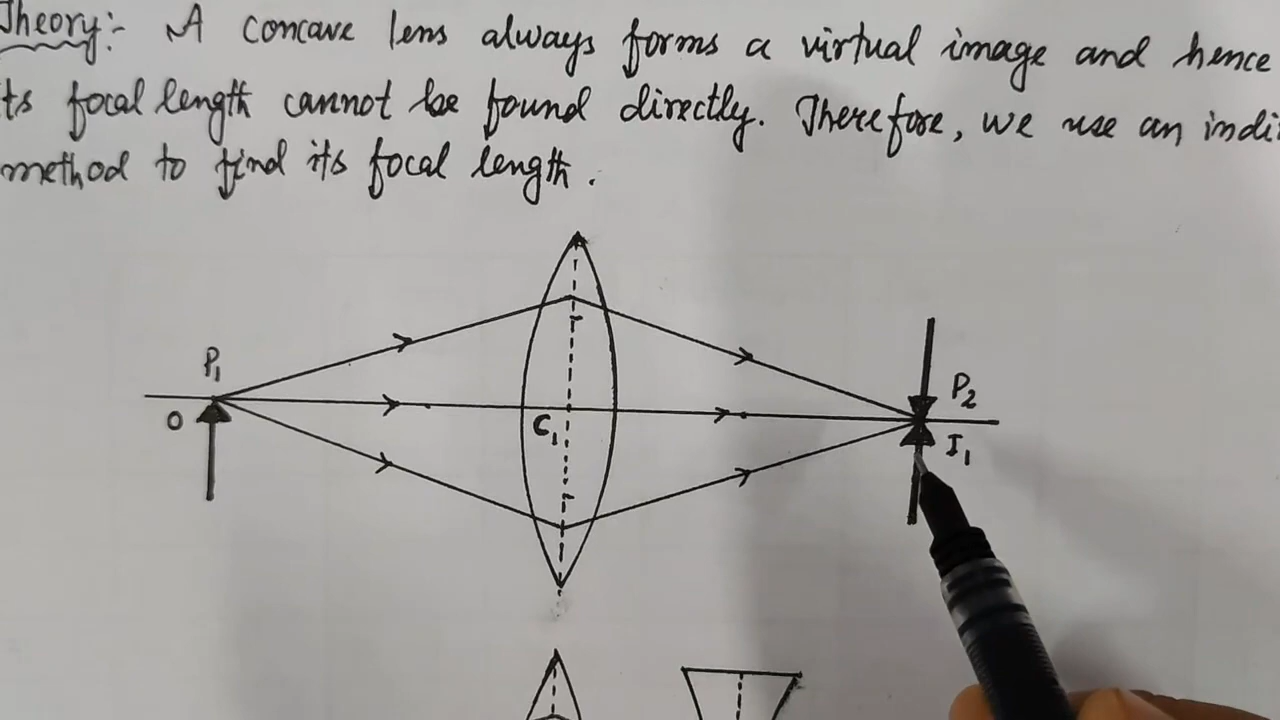 Theory:- A concave lens always forms a virtual image and hence
ts focal length cannot be found directly. Therefore, we use an indi
method to find its focal length.
P1
O
C1
P2
I1